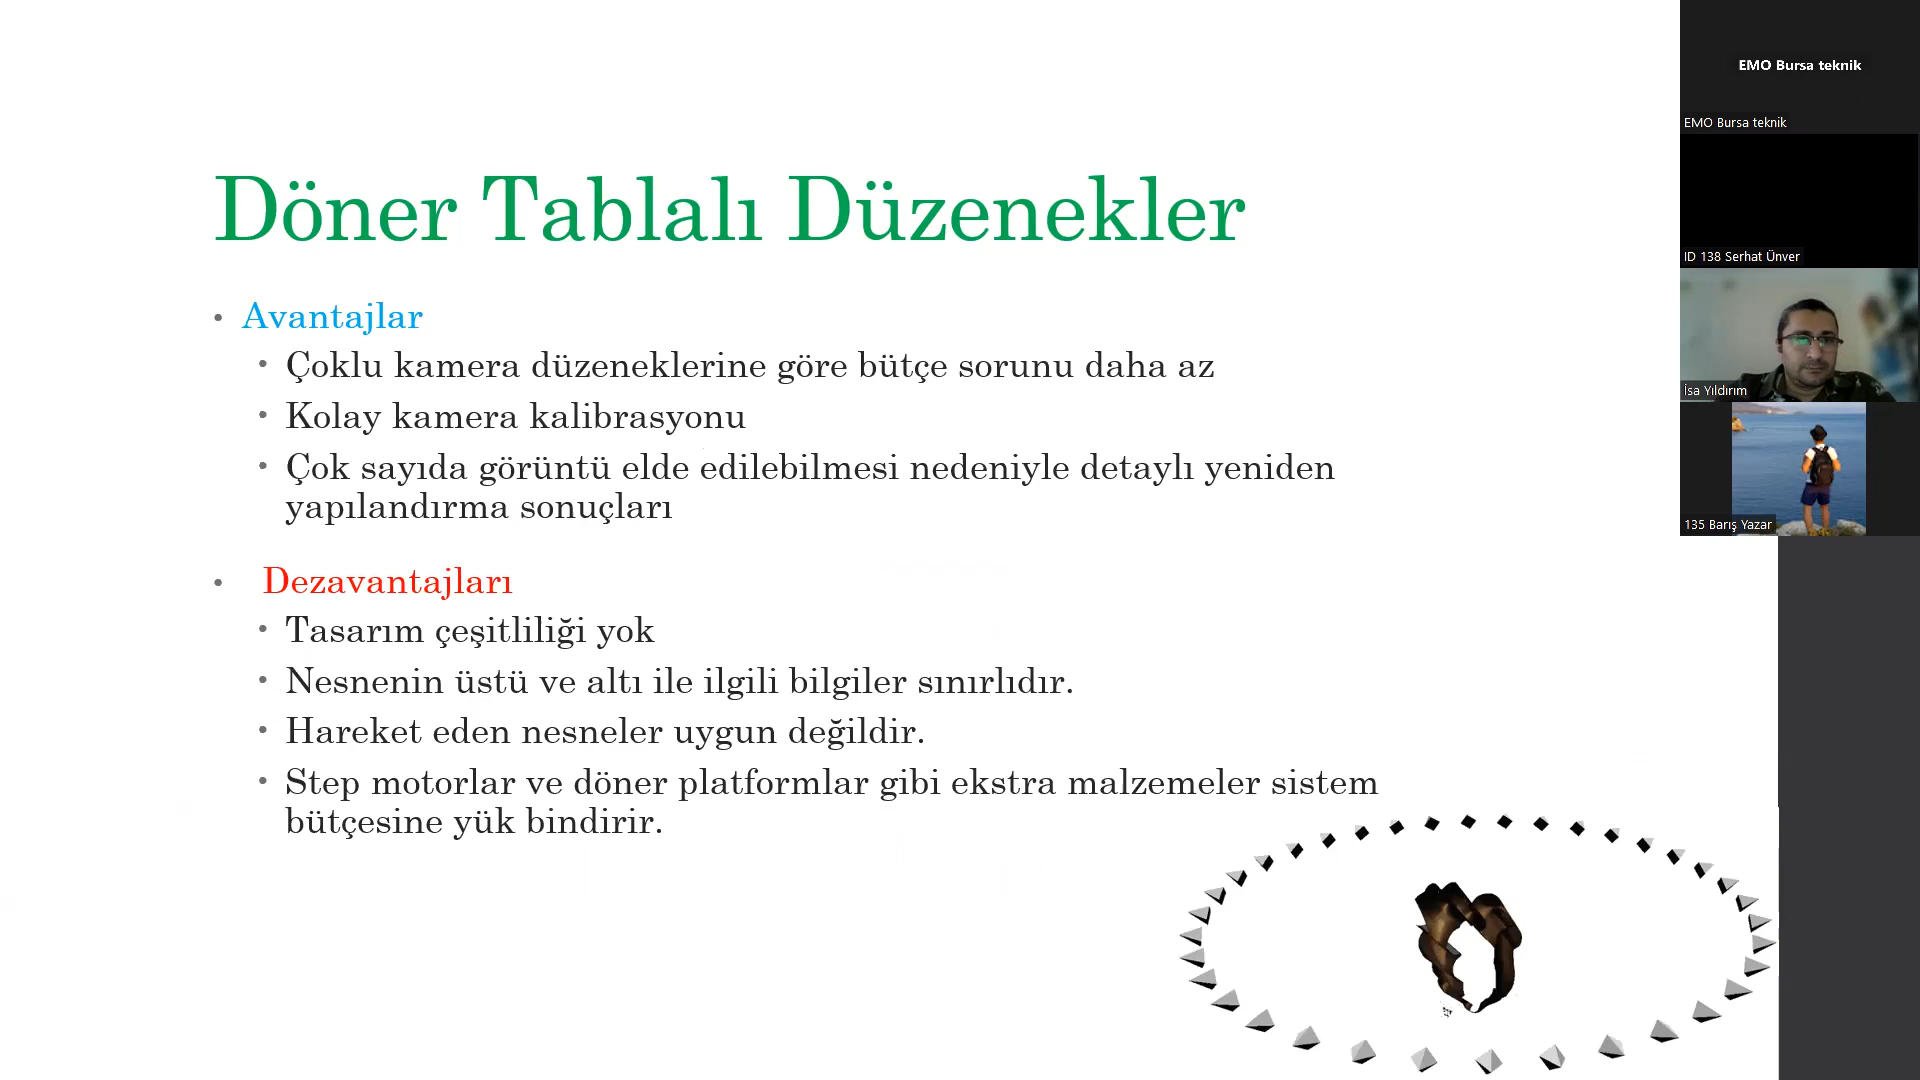 Döner Tablalı Düzenekler
• Avantajlar
• Çoklu kamera düzeneklerine göre bütçe sorunu daha az
• Kolay kamera kalibrasyonu
• Çok sayıda görüntü elde edilebilmesi nedeniyle detaylı yeniden
yapılandırma sonuçları
• Dezavantajları
• Tasarım çeşitliliği yok
• Nesnenin üstü ve altı ile ilgili bilgiler sınırlıdır.
• Hareket eden nesneler uygun değildir.
• Step motorlar ve döner platformlar gibi ekstra malzemeler sistem
bütçesine yük bindirir.
EMO Bursa teknik
EMO Bursa teknik
ID 138 Serhat Ünver
İsa Yıldırım
135 Barış Yazar